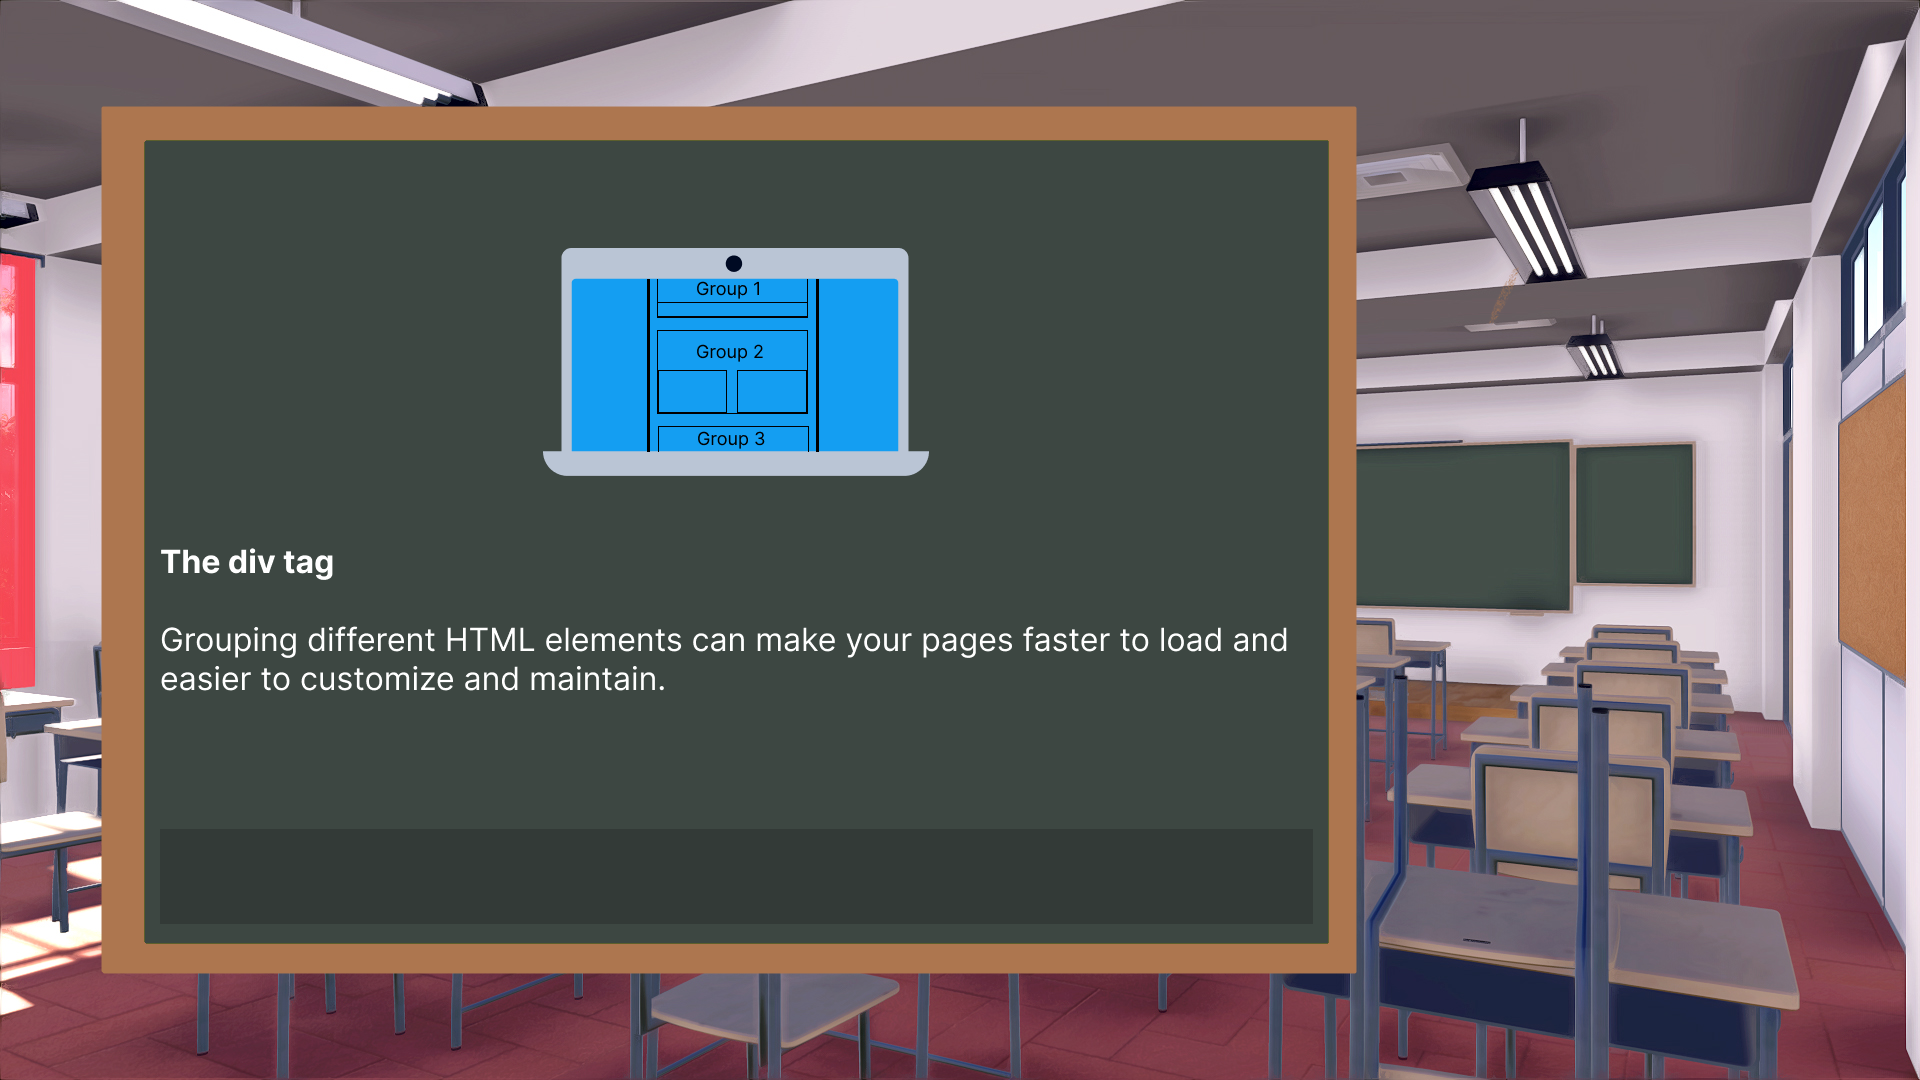 Group 1
Group 2
Group 3
The div tag
Grouping different HTML elements can make your pages faster to load and
easier to customize and maintain.